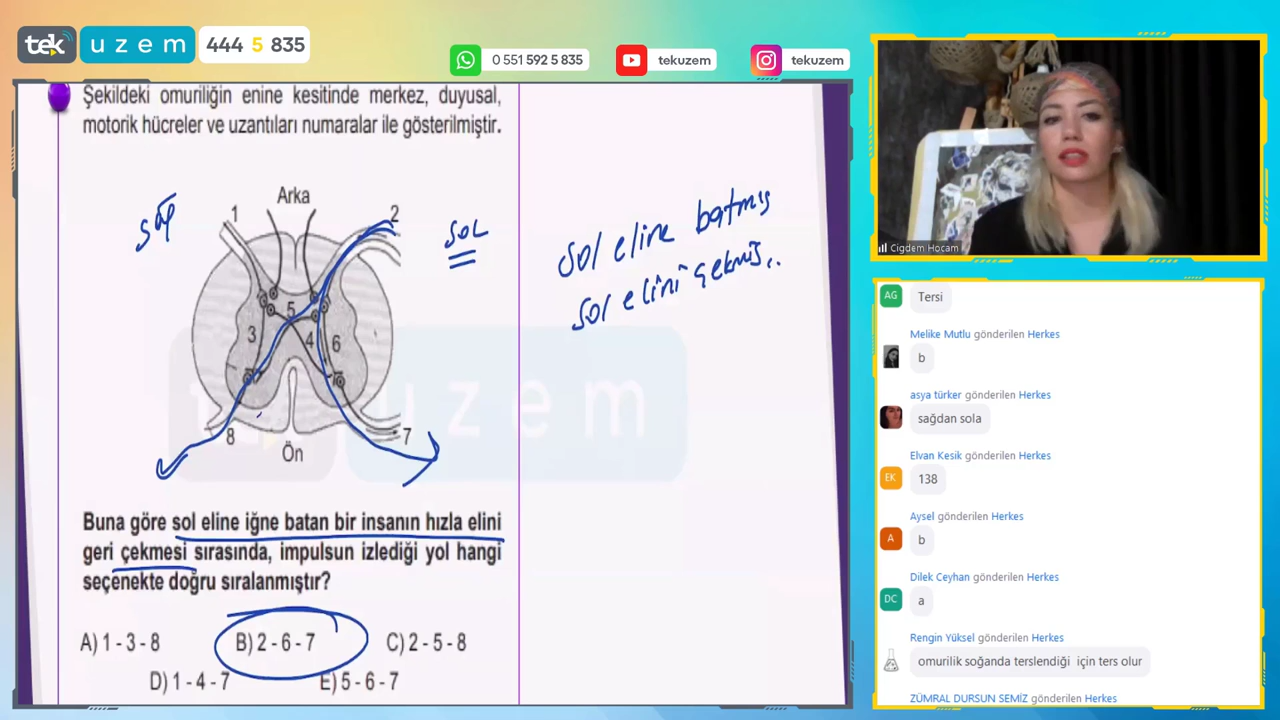 tek
uzem
444 5 835
0 551 592 5 835
tekuzem
tekuzem
Şekildeki omuriliğin enine kesitinde merkez, duyusal,
motorik hücreler ve uzantıları numaralar ile gösterilmiştir.
Arka
1
2
sağ
SOL
5
3
4
6
8
7
Ön
sol eline batmış
sol elini çekmiş..
uzem
Buna göre sol eline iğne batan bir insanın hızla elini
geri çekmesi sırasında, impulsun izlediği yol hangi
seçenekte doğru sıralanmıştır?
A) 1 - 3 - 8 B) 2 - 6 - 7 C) 2 - 5 - 8
D) 1 - 4 - 7 E) 5 - 6 - 7
Cigdem Hocam
AG
Tersi
Melike Mutlu gönderilen Herkes
b
asya türker gönderilen Herkes
sağdan sola
Elvan Kesik gönderilen Herkes
EK
138
Aysel gönderilen Herkes
A
b
Dilek Ceyhan gönderilen Herkes
DC
a
Rengin Yüksel gönderilen Herkes
omurilik soğanda terslendiği için ters olur
ZÜMRAL DURSUN SEMİZ gönderilen Herkes